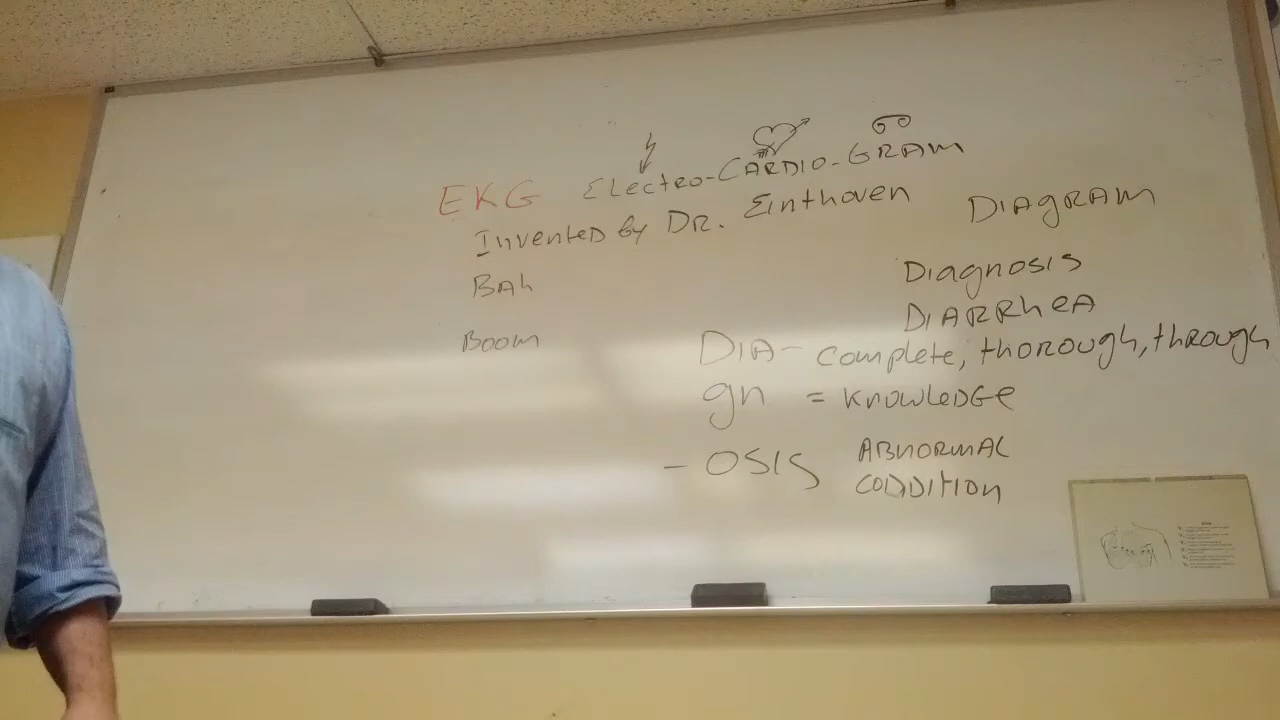 EKG Electro-CARDIO-GRAM
Invented by DR. Einthoven
DIAGRAM
BAh
Diagnosis
DIARRheA
Boom
DIA- complete, thorough, through
gn = knowledge
- OSIS ABNORMAL
CONDITION